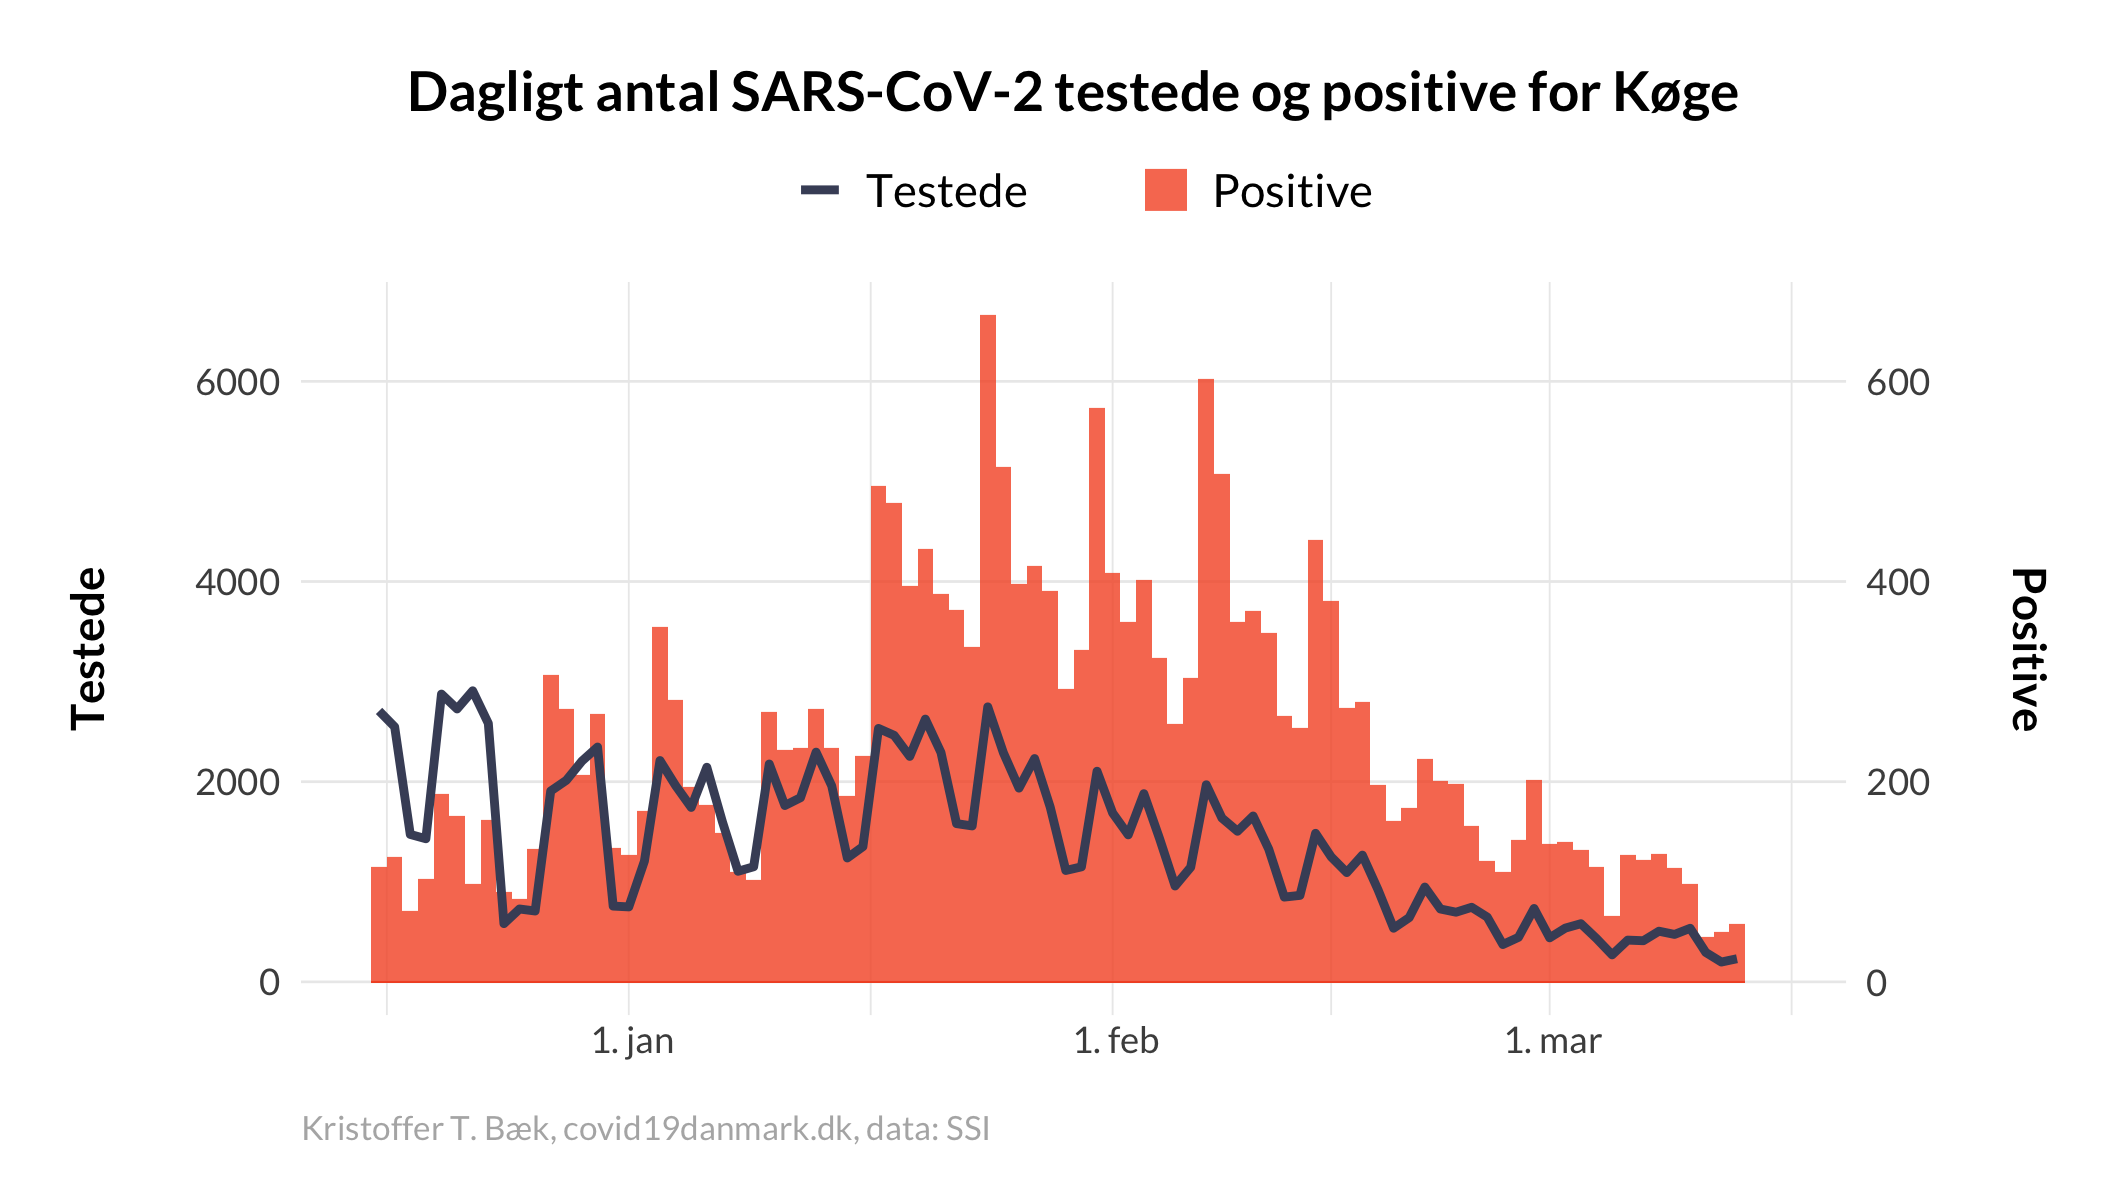 Dagligt antal SARS-CoV-2 testede og positive for Køge
Testede
Positive
6000
4000
2000
0
600
400
200
0
Testede
Positive
1. jan
1. feb
1. mar
Kristoffer T. Bæk, covid19danmark.dk, data: SSI